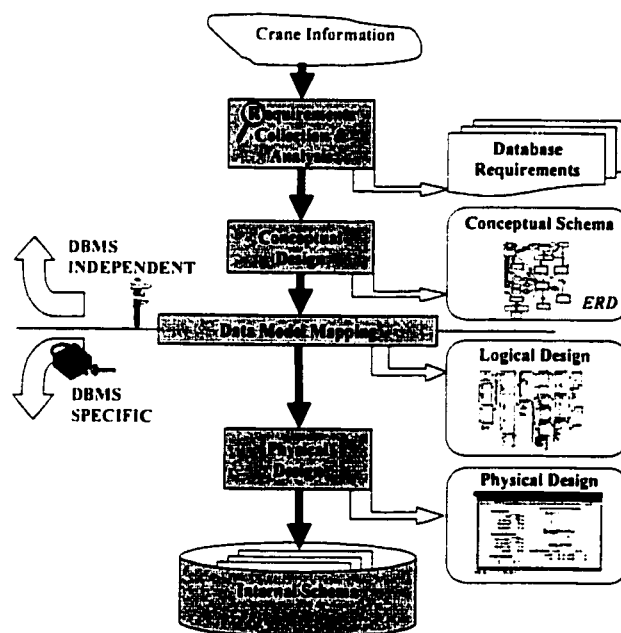 Crane Information
Requirements
Collection &
Analysis
Database
Requirements
Conceptual
Design
Conceptual Schema
ERD
DBMS
INDEPENDENT
Data Model Mapping
DBMS
SPECIFIC
Logical Design
Physical
Design
Physical Design
Internal Schema